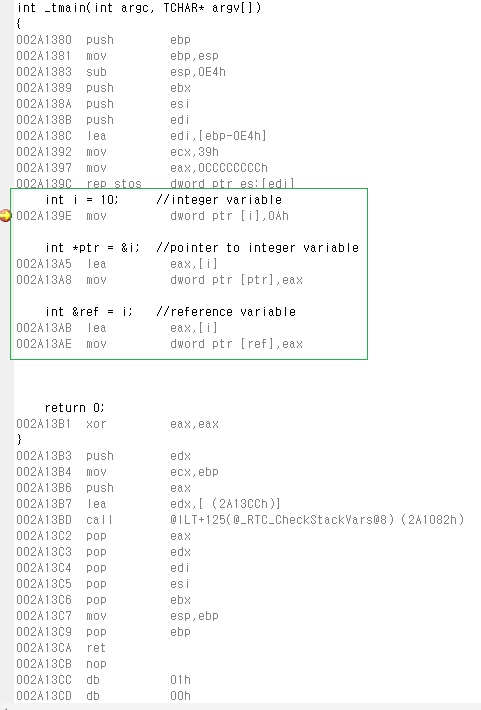 int _tmain(int argc, TCHAR* argv[])
{
002A1380 push ebp
002A1381 mov ebp,esp
002A1383 sub esp,0E4h
002A1389 push ebx
002A138A push esi
002A138B push edi
002A138C lea edi,[ebp-0E4h]
002A1392 mov ecx,39h
002A1397 mov eax,0CCCCCCCCh
002A139C rep stos dword ptr es:[edi]
int i = 10; //integer variable
002A139E mov dword ptr [i],0Ah
int *ptr = &i; //pointer to integer variable
002A13A5 lea eax,[i]
002A13A8 mov dword ptr [ptr],eax
int &ref = i; //reference variable
002A13AB lea eax,[i]
002A13AE mov dword ptr [ref],eax
return 0;
002A13B1 xor eax,eax
}
002A13B3 push edx
002A13B4 mov ecx,ebp
002A13B6 push eax
002A13B7 lea edx,[ (2A13CCh)]
002A13BD call @ILT+125(@_RTC_CheckStackVars@8) (2A1082h)
002A13C2 pop eax
002A13C3 pop edx
002A13C4 pop edi
002A13C5 pop esi
002A13C6 pop ebx
002A13C7 mov esp,ebp
002A13C9 pop ebp
002A13CA ret
002A13CB nop
002A13CC db 01h
002A13CD db 00h